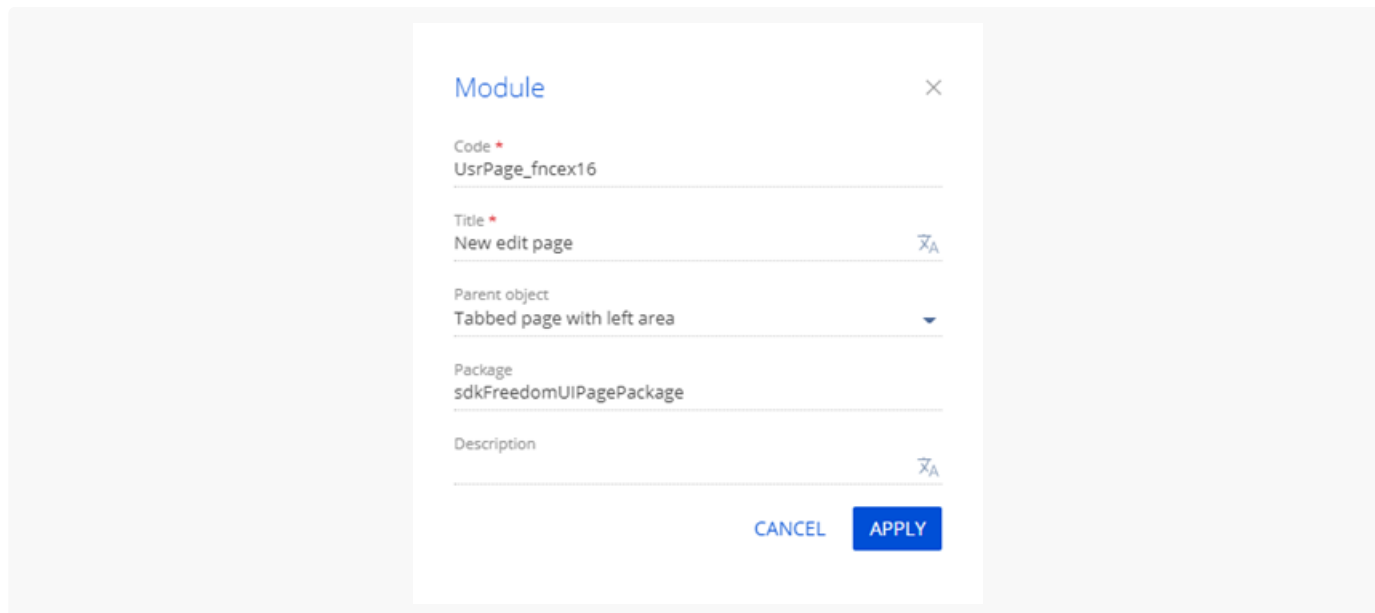 Module
Code *
UsrPage_fncex16
Title *
New edit page
Parent object
Tabbed page with left area
Package
sdkFreedomUIPagePackage
Description
CANCEL APPLY